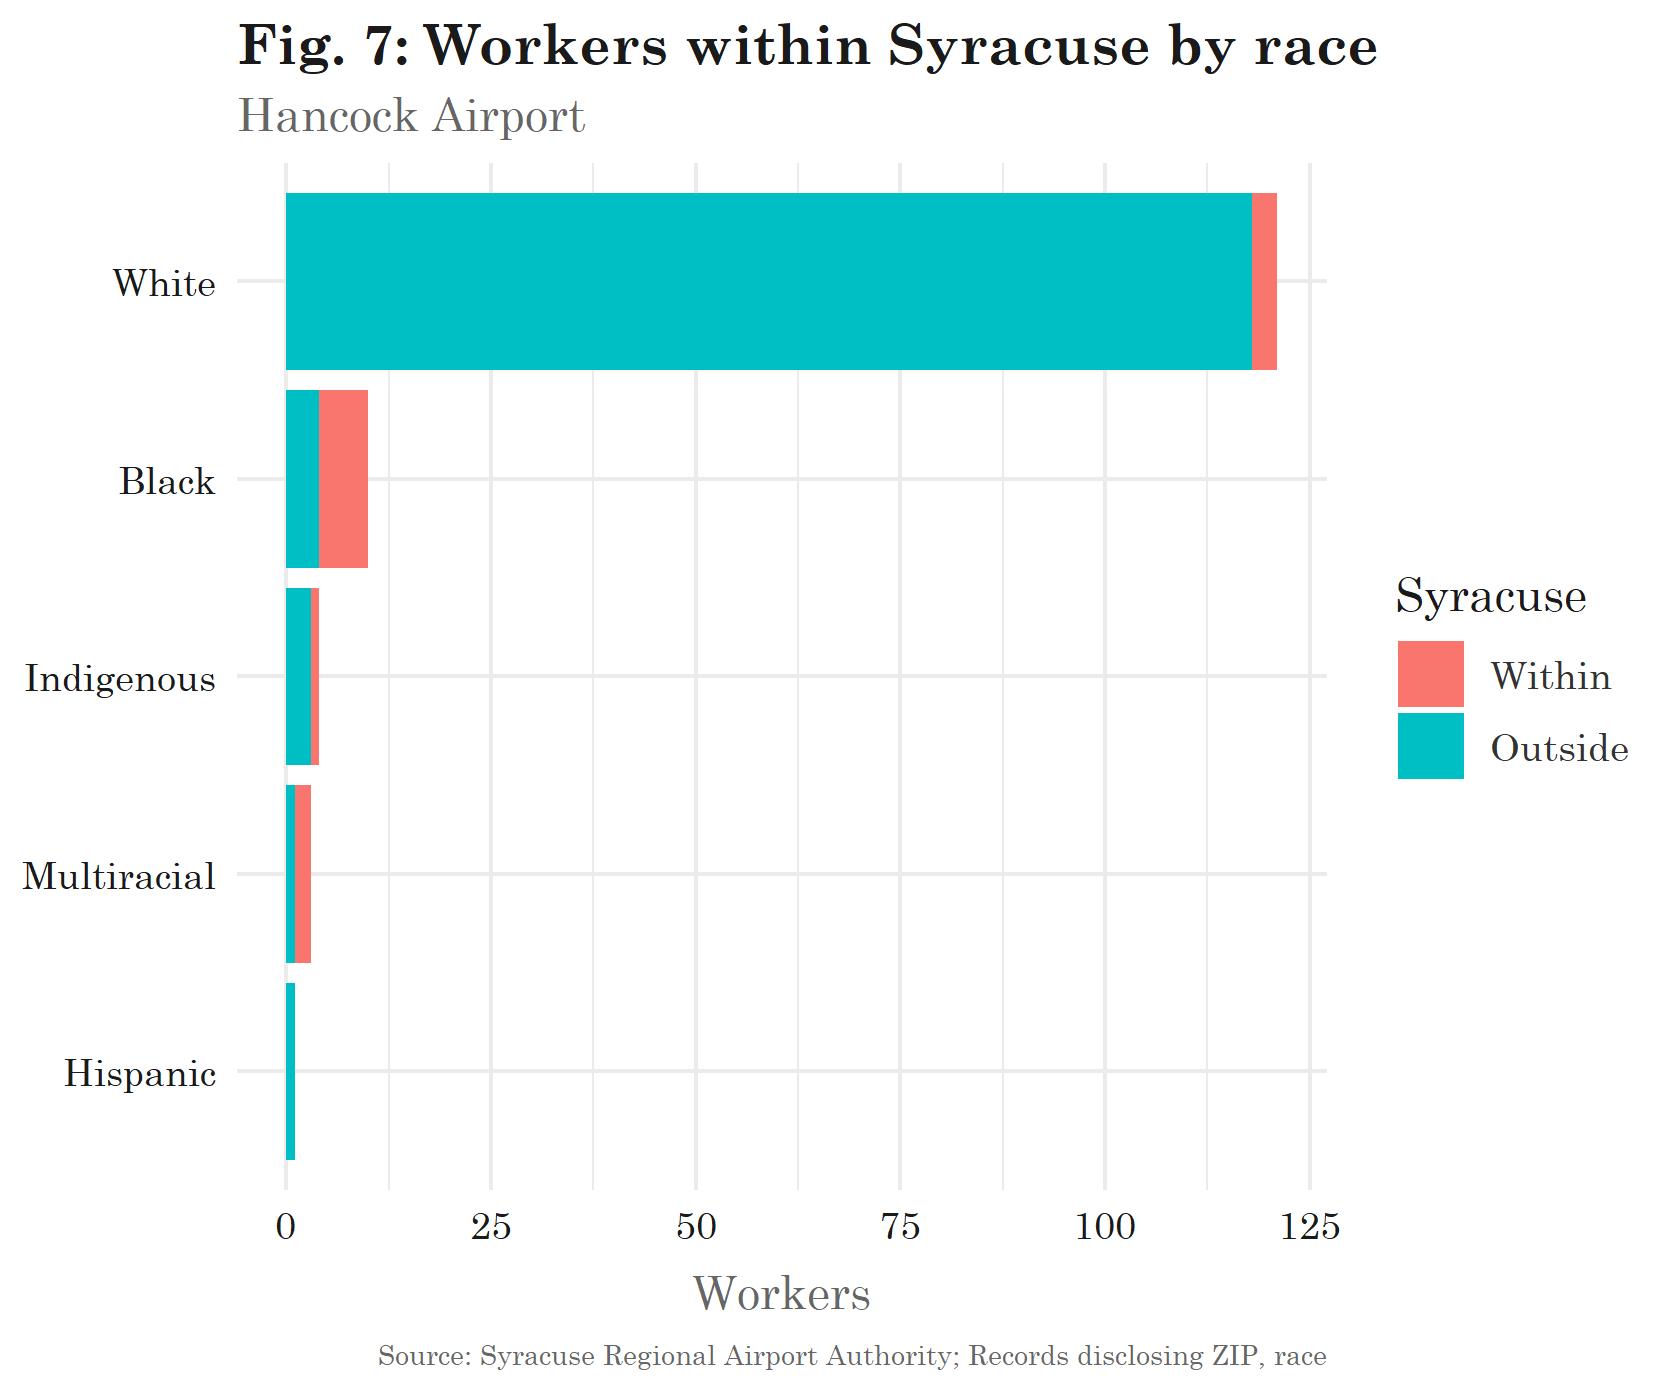 Fig. 7: Workers within Syracuse by race
Hancock Airport
White
Black
Indigenous
Multiracial
Hispanic
0 25 50 75 100 125
Workers
Syracuse
Within
Outside
Source: Syracuse Regional Airport Authority; Records disclosing ZIP, race